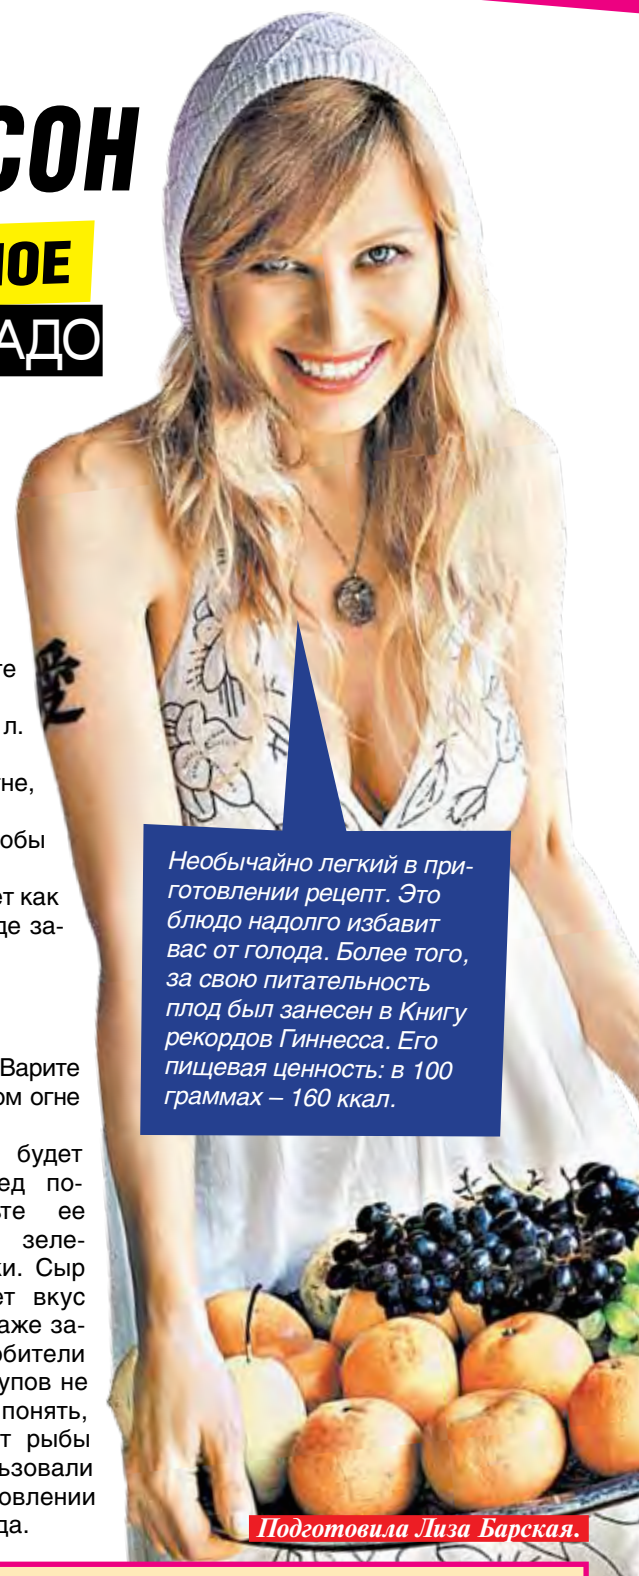 СОН
НОЕ
АДО
те
л.
не,
обы
ет как
де за-
Варите
ом огне
будет
ед по-
те ее
зеле-
ки. Сыр
ет вкус
аже за-
обители
упов не
понять,
т рыбы
льзовали
овлении
да.
愛
Необычайно легкий в при-
готовлении рецепт. Это
блюдо надолго избавит
вас от голода. Более того,
за свою питательность
плод был занесен в Книгу
рекордов Гиннесса. Его
пищевая ценность: в 100
граммах – 160 ккал.
Подготовила Лиза Барская.